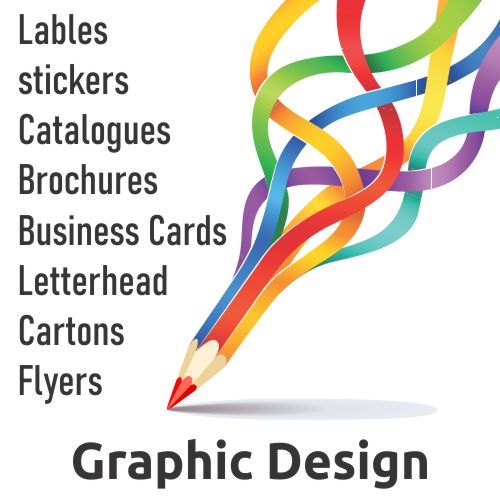 Lables
stickers
Catalogues
Brochures
Business Cards
Letterhead
Cartons
Flyers
Graphic Design